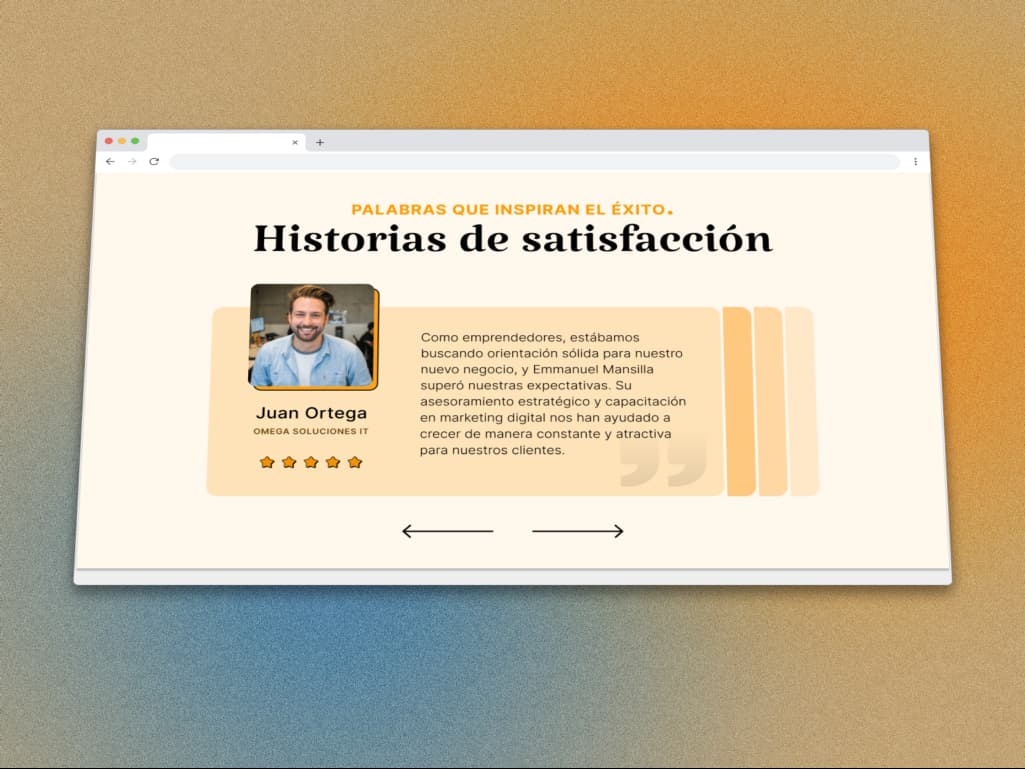 PALABRAS QUE INSPIRAN EL ÉXITO.
Historias de satisfacción
Juan Ortega
OMEGA SOLUCIONES IT
Como emprendedores, estábamos
buscando orientación sólida para nuestro
nuevo negocio, y Emmanuel Mansilla
superó nuestras expectativas. Su
asesoramiento estratégico y capacitación
en marketing digital nos han ayudado a
crecer de manera constante y atractiva
para nuestros clientes.